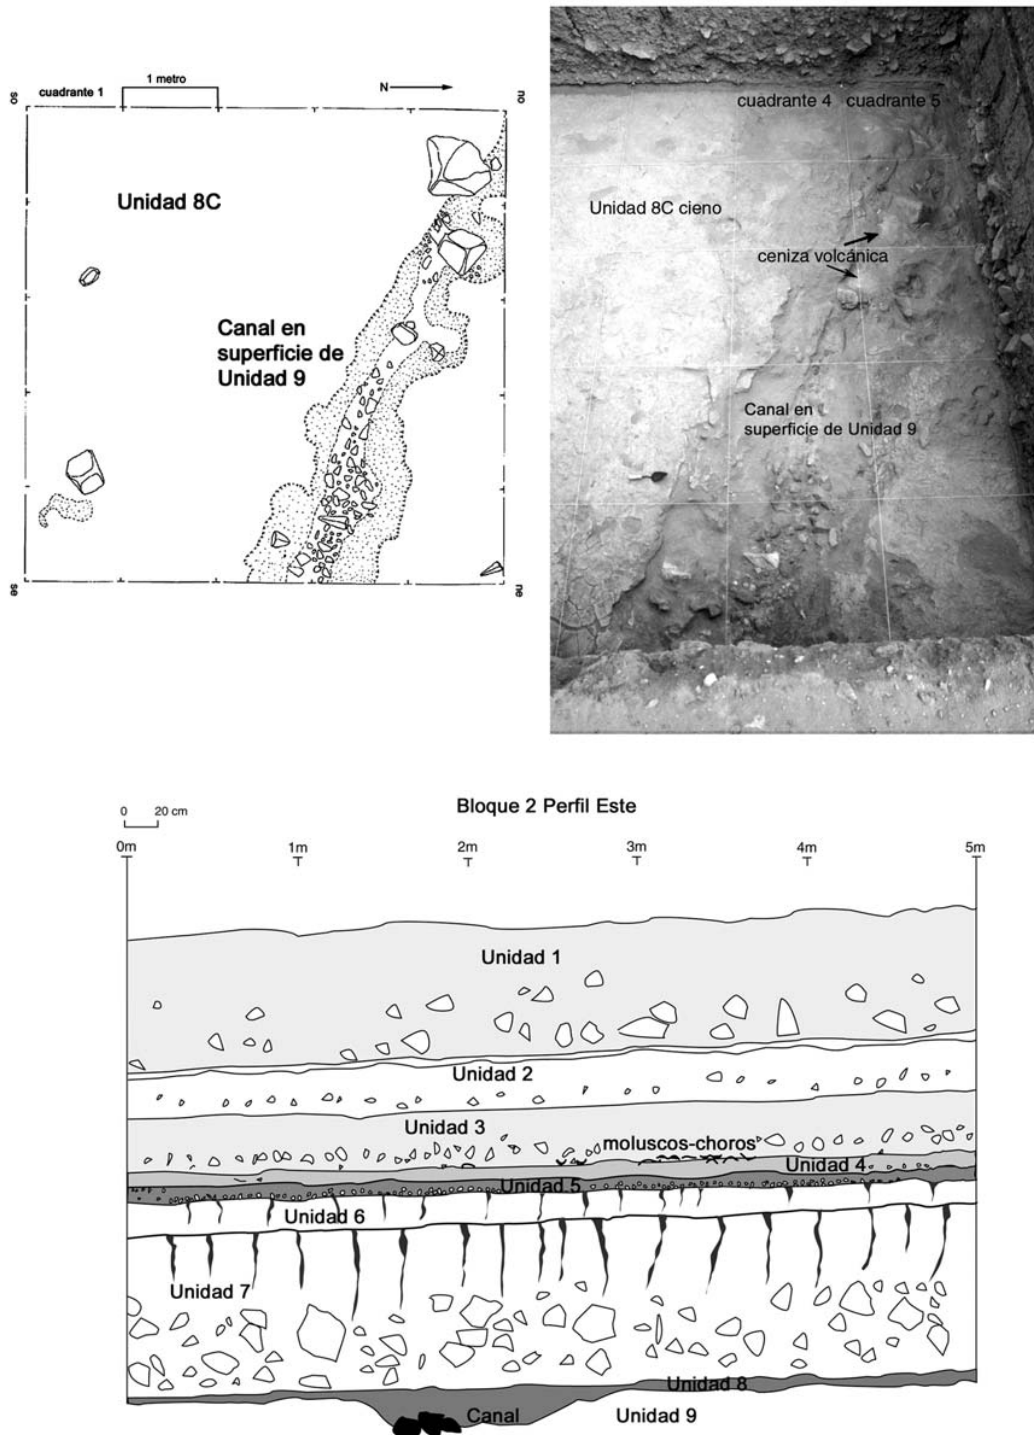 cuadrante 1
1 metro
N
so
no
Unidad 8C
Canal en
superficie de
Unidad 9
se
ne
cuadrante 4
cuadrante 5
Unidad 8C cieno
ceniza volcánica
Canal en
superficie de Unidad 9
Bloque 2 Perfil Este
0 20 cm
0m 1m 2m 3m 4m 5m
Unidad 1
Unidad 2
Unidad 3
moluscos-choros
Unidad 4
Unidad 5
Unidad 6
Unidad 7
Unidad 8
Canal
Unidad 9